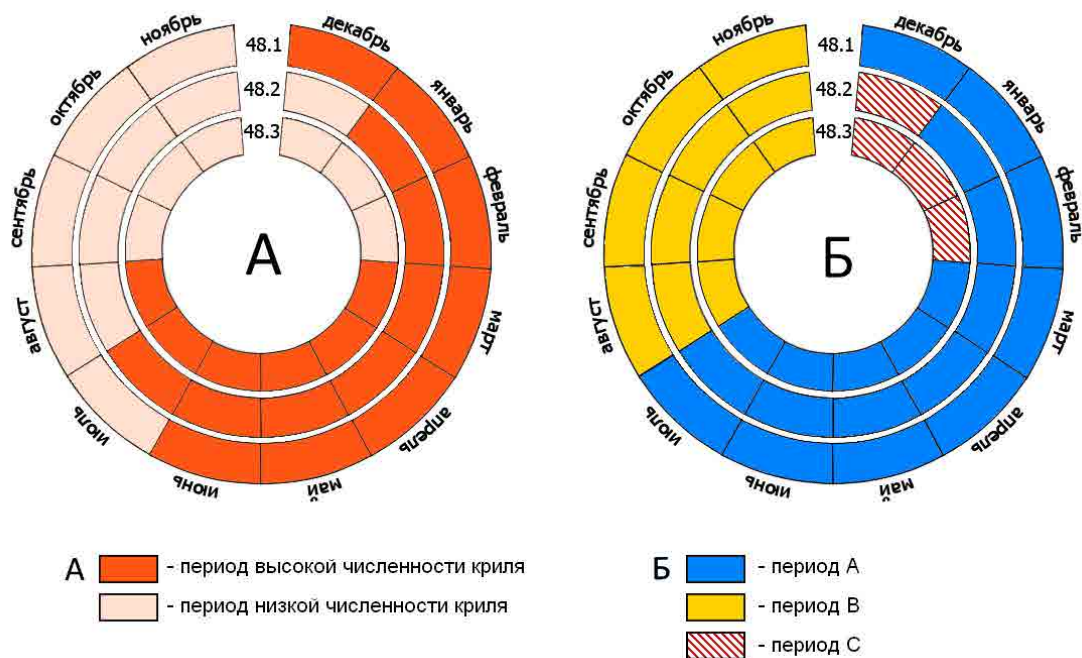 ноябрь
декабрь
октябрь
январь
сентябрь
февраль
август
март
июль
апрель
июнь
май
48.1
48.2
48.3
А
ноябрь
декабрь
октябрь
январь
сентябрь
февраль
август
март
июль
апрель
июнь
май
48.1
48.2
48.3
Б
А
- период высокой численности криля
- период низкой численности криля
Б
- период А
- период В
- период С